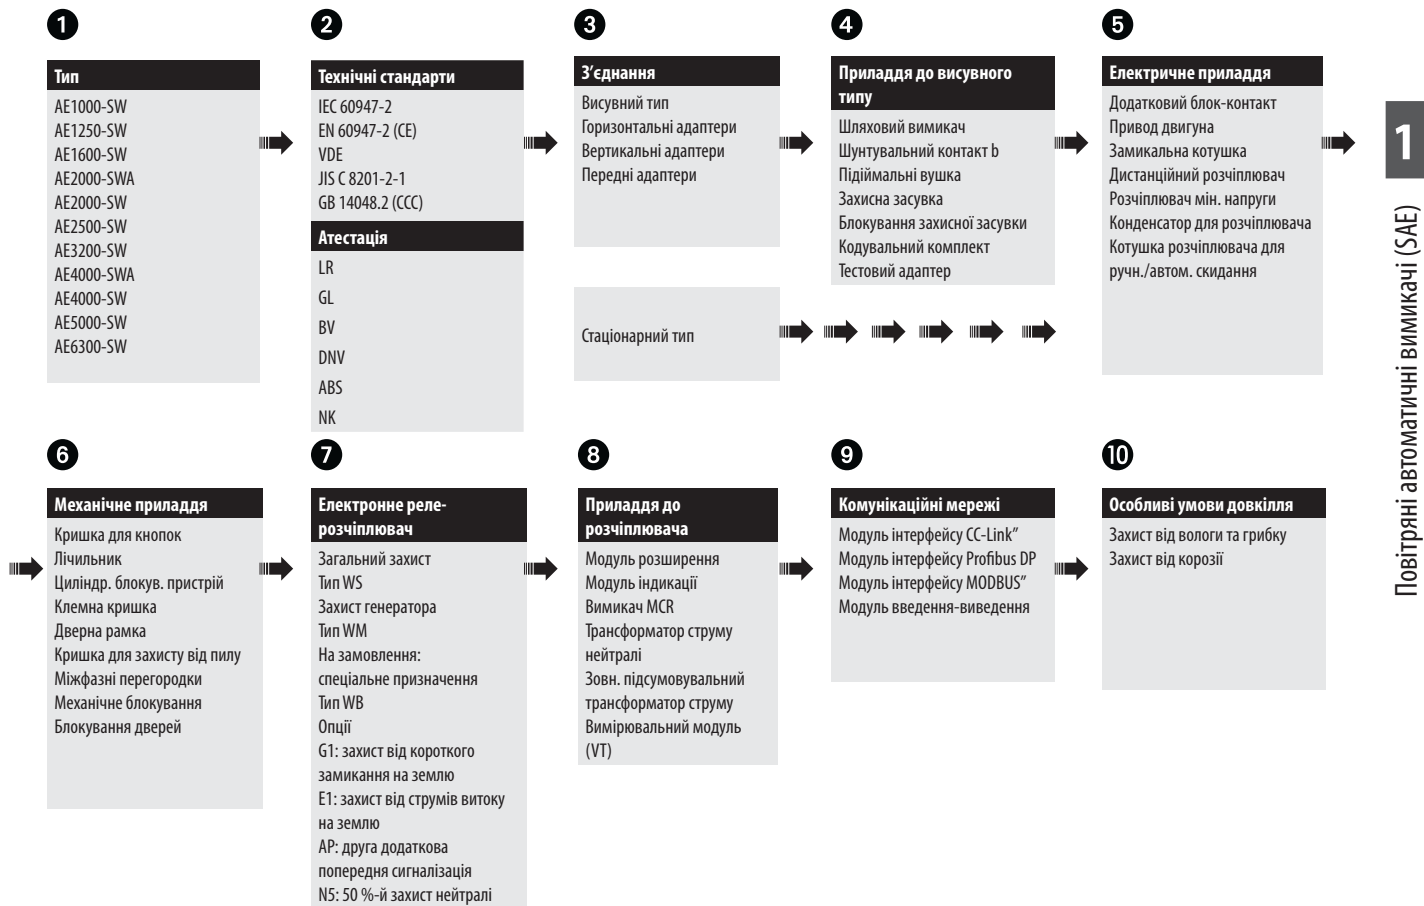 1
Тип
AE1000-SW
AE1250-SW
AE1600-SW
AE2000-SWA
AE2000-SW
AE2500-SW
AE3200-SW
AE4000-SWA
AE4000-SW
AE5000-SW
AE6300-SW
2
Технічні стандарти
IEC 60947-2
EN 60947-2 (CE)
VDE
JIS C 8201-2-1
GB 14048.2 (CCC)
Атестація
LR
GL
BV
DNV
ABS
NK
3
З’єднання
Висувний тип
Горизонтальні адаптери
Вертикальні адаптери
Передні адаптери
Стаціонарний тип
4
Приладдя до висувного
типу
Шляховий вимикач
Шунтувальний контакт b
Підіймальні вушка
Захисна засувка
Блокування захисної засувки
Кодувальний комплект
Тестовий адаптер
5
Електричне приладдя
Додатковий блок-контакт
Привод двигуна
Замикальна котушка
Дистанційний розчіплювач
Розчіплювач мін. напруги
Конденсатор для розчіплювача
Котушка розчіплювача для
ручн./автом. скидання
6
Механічне приладдя
Кришка для кнопок
Лічильник
Циліндр. блокув. пристрій
Клемна кришка
Дверна рамка
Кришка для захисту від пилу
Міжфазні перегородки
Механічне блокування
Блокування дверей
7
Електронне реле-
розчіплювач
Загальний захист
Тип WS
Захист генератора
Тип WM
На замовлення:
спеціальне призначення
Тип WB
Опції
G1: захист від короткого
замикання на землю
E1: захист від струмів витоку
на землю
AP: друга додаткова
попередня сигналізація
N5: 50 %-й захист нейтралі
8
Приладдя до
розчіплювача
Модуль розширення
Модуль індикації
Вимикач MCR
Трансформатор струму
нейтралі
Зовн. підсумовувальний
трансформатор струму
Вимірювальний модуль
(VT)
9
Комунікаційні мережі
Модуль інтерфейсу CC-Link”
Модуль інтерфейсу Profibus DP
Модуль інтерфейсу MODBUS”
Модуль введення-виведення
10
Особливі умови довкілля
Захист від вологи та грибку
Захист від корозії
1
Повітряні автоматичні вимикачі (SAE)